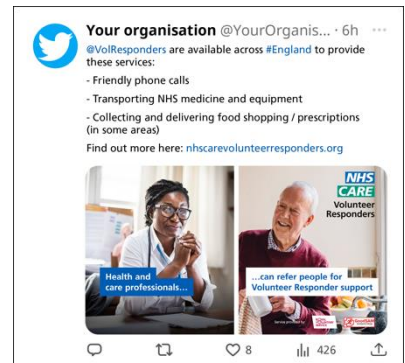 Your organisation @YourOrganis... · 6h
@VolResponders are available across #England to provide
these services:
- Friendly phone calls
- Transporting NHS medicine and equipment
- Collecting and delivering food shopping / prescriptions
(in some areas)
Find out more here: nhscarevolunteerresponders.org
NHS
CARE
Volunteer
Responders
Health and
care professionals...
...can refer people for
Volunteer Responder support
8
426